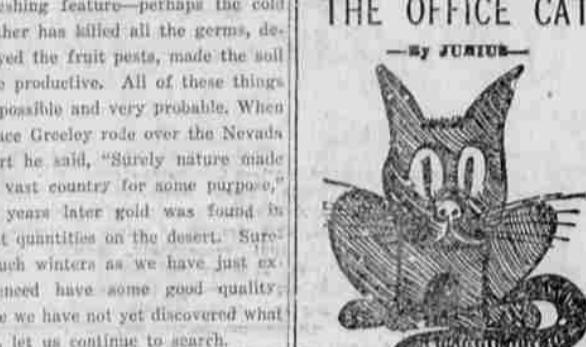 eshing feature—perhaps the cold
ther has killed all the germs, de-
yed the fruit pests, made the soil
e productive. All of these things
possible and very probable. When
ace Greeley rode over the Nevada
rt he said, "Surely nature made
vast country for some purpose,"
years later gold was found in
t quantities on the desert. Sure-
uch winters as we have just ex-
enced have some good quality.
e we have not yet discovered what
let us continue to search.
THE OFFICE CAT
—By JUNIUS—